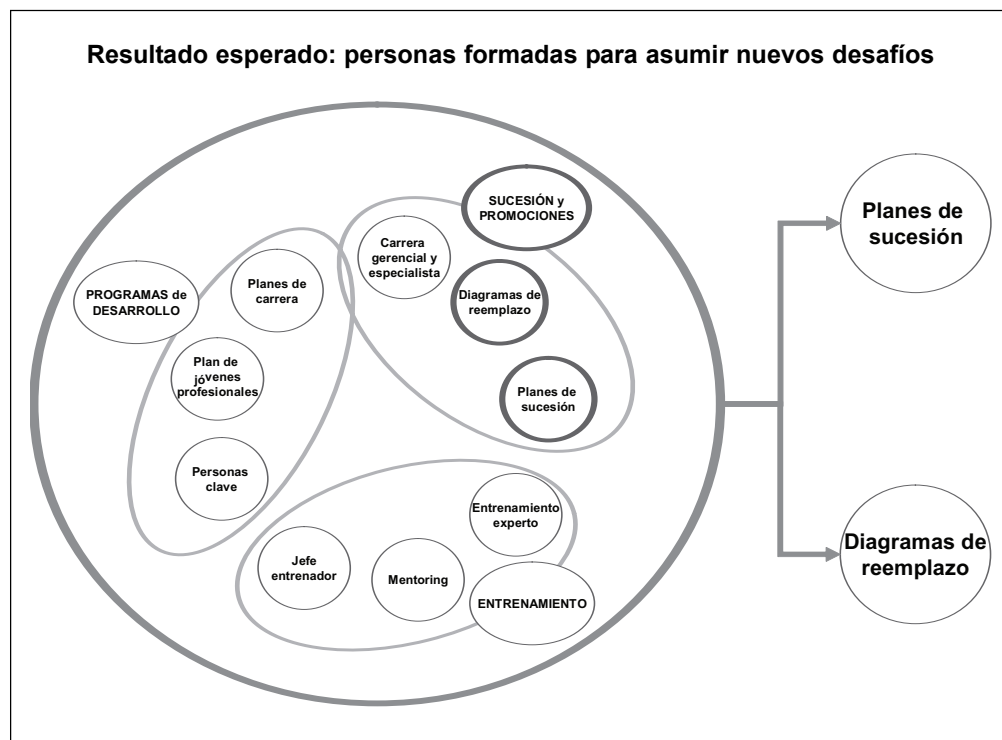 Resultado esperado: personas formadas para asumir nuevos desafíos
SUCESIÓN y
PROMOCIONES
Carrera
gerencial y
especialista
Diagramas de
reemplazo
Planes de
sucesión
PROGRAMAS de
DESARROLLO
Planes de
carrera
Plan de
jóvenes
profesionales
Personas
clave
Entrenamiento
experto
Jefe
entrenador
Mentoring
ENTRENAMIENTO
Planes de
sucesión
Diagramas de
reemplazo